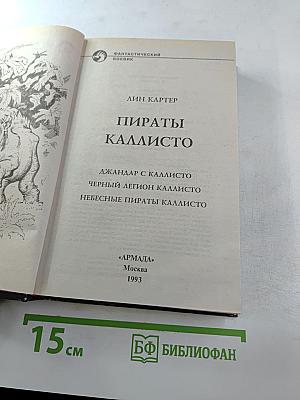 ФАНТАСТИЧЕСКИЙ
БОЕВИК
ЛИН КАРТЕР
ПИРАТЫ
КАЛЛИСТО
ДЖАНДАР С КАЛЛИСТО
ЧЕРНЫЙ ЛЕГИОН КАЛЛИСТО
НЕБЕСНЫЕ ПИРАТЫ КАЛЛИСТО
«АРМАДА»
Москва
1993
15 см
БФ БИБЛИОФАН